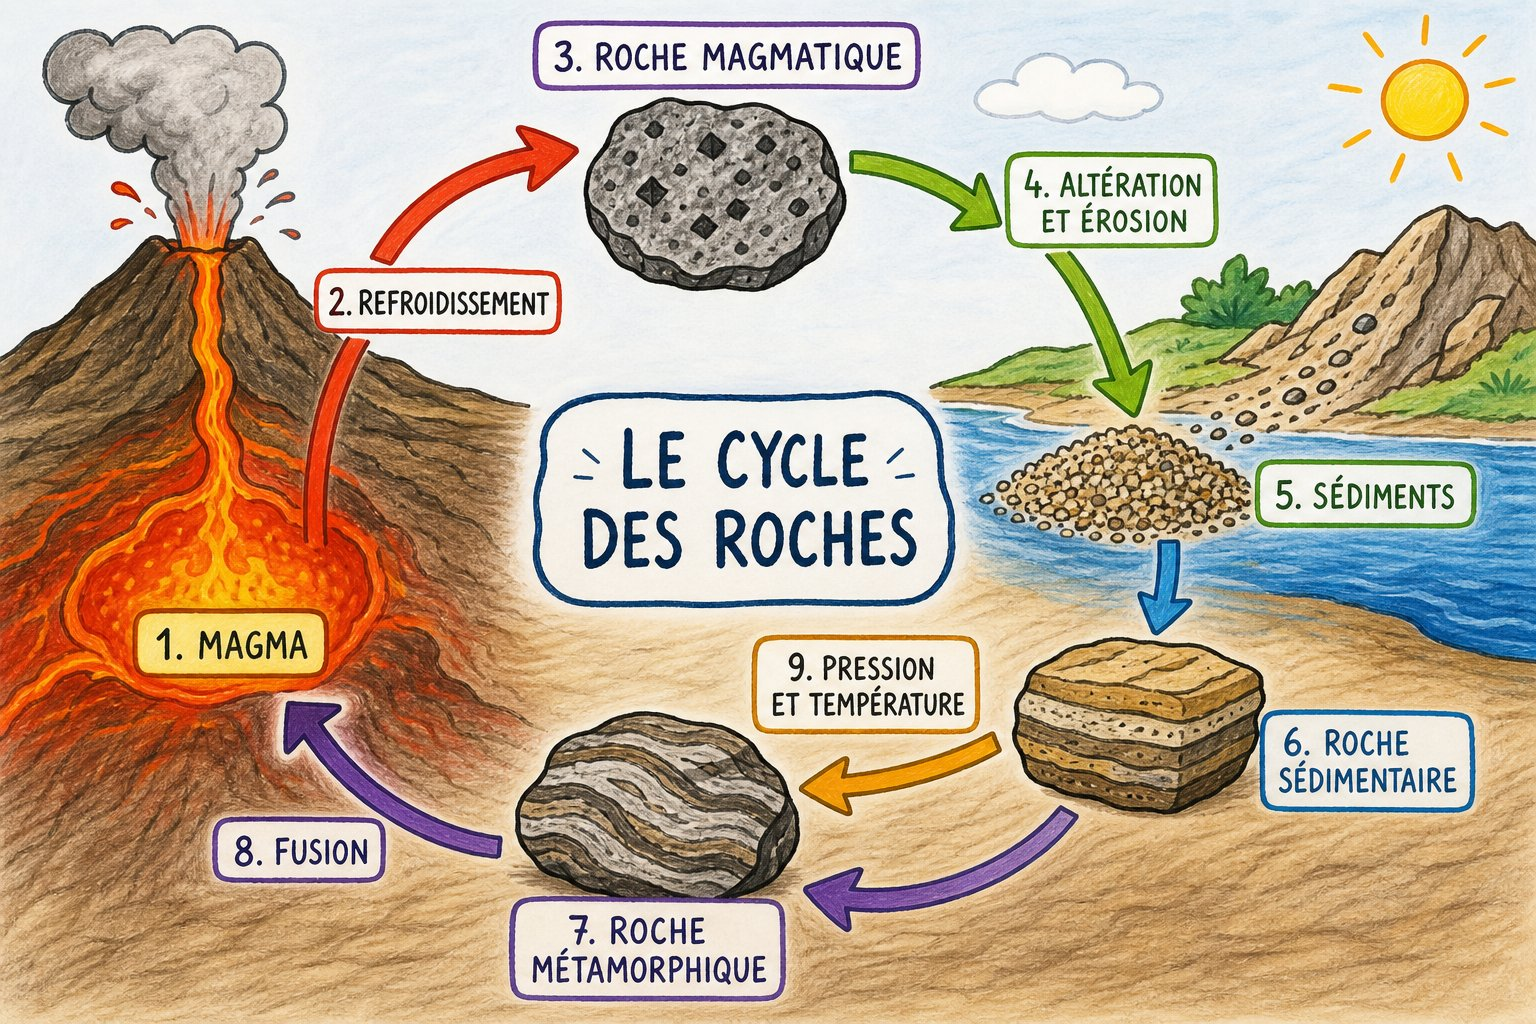 3. ROCHE MAGMATIQUE
4. ALTÉRATION
ET ÉROSION
2. REFROIDISSEMENT
LE CYCLE
DES ROCHES
5. SÉDIMENTS
1. MAGMA
9. PRESSION
ET TEMPÉRATURE
6. ROCHE
SÉDIMENTAIRE
8. FUSION
7. ROCHE
MÉTAMORPHIQUE